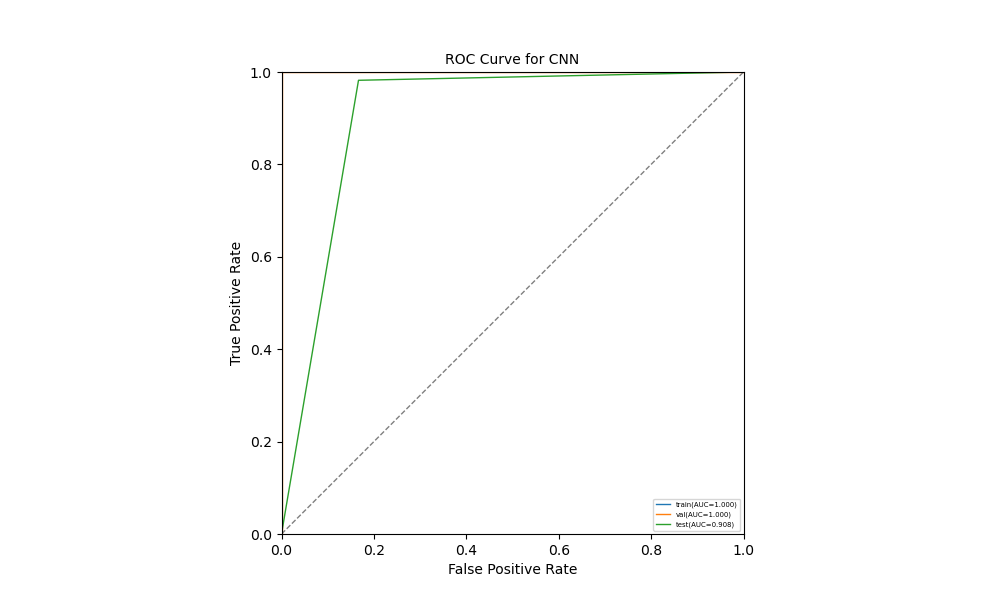 ROC Curve for CNN
1.0
0.8
0.6
0.4
0.2
0.0
True Positive Rate
train(AUC=1.000)
val(AUC=1.000)
test(AUC=0.908)
0.0 0.2 0.4 0.6 0.8 1.0
False Positive Rate